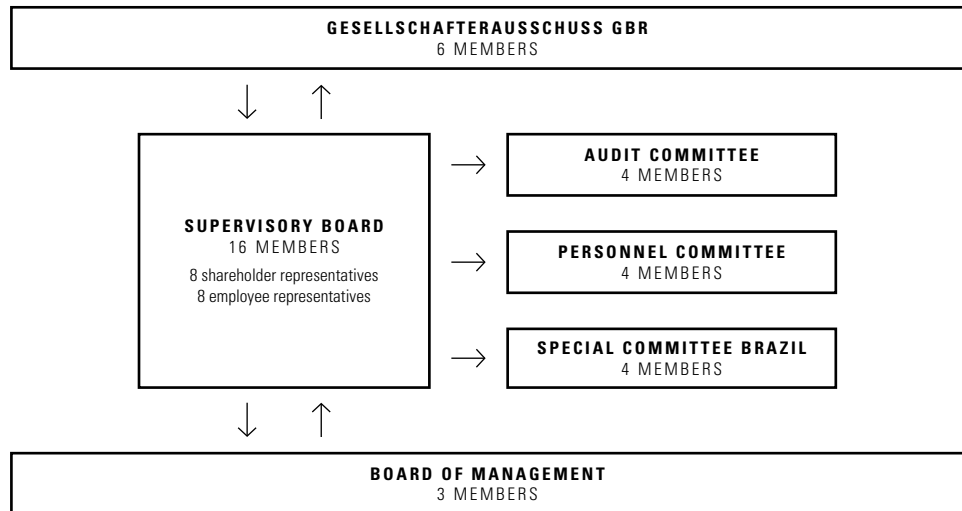 GESELLSCHAFTERAUSSCHUSS GBR
6 MEMBERS
SUPERVISORY BOARD
16 MEMBERS
8 shareholder representatives
8 employee representatives
AUDIT COMMITTEE
4 MEMBERS
PERSONNEL COMMITTEE
4 MEMBERS
SPECIAL COMMITTEE BRAZIL
4 MEMBERS
BOARD OF MANAGEMENT
3 MEMBERS